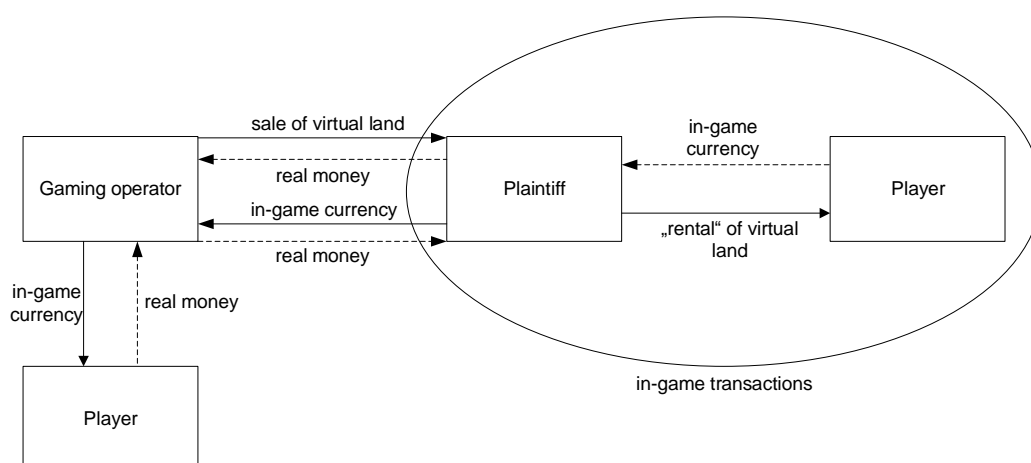 sale of virtual land
real money
Gaming operator
in-game currency
real money
Plaintiff
in-game
currency
Player
„rental“ of virtual
land
in-game
currency
real money
Player
in-game transactions